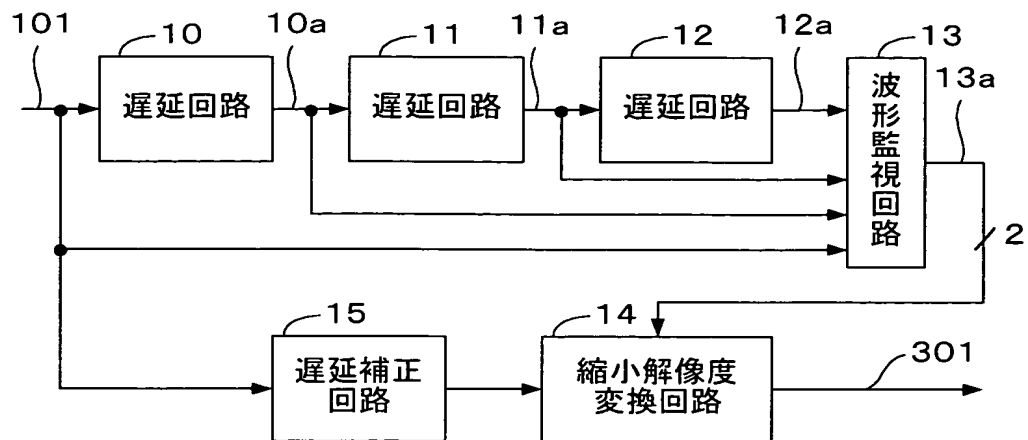 101
10
10a
11
11a
12
12a
13
13a
遅延回路
遅延回路
遅延回路
波形監視回路
2
15
14
遅延補正
回路
縮小解像度
変換回路
301